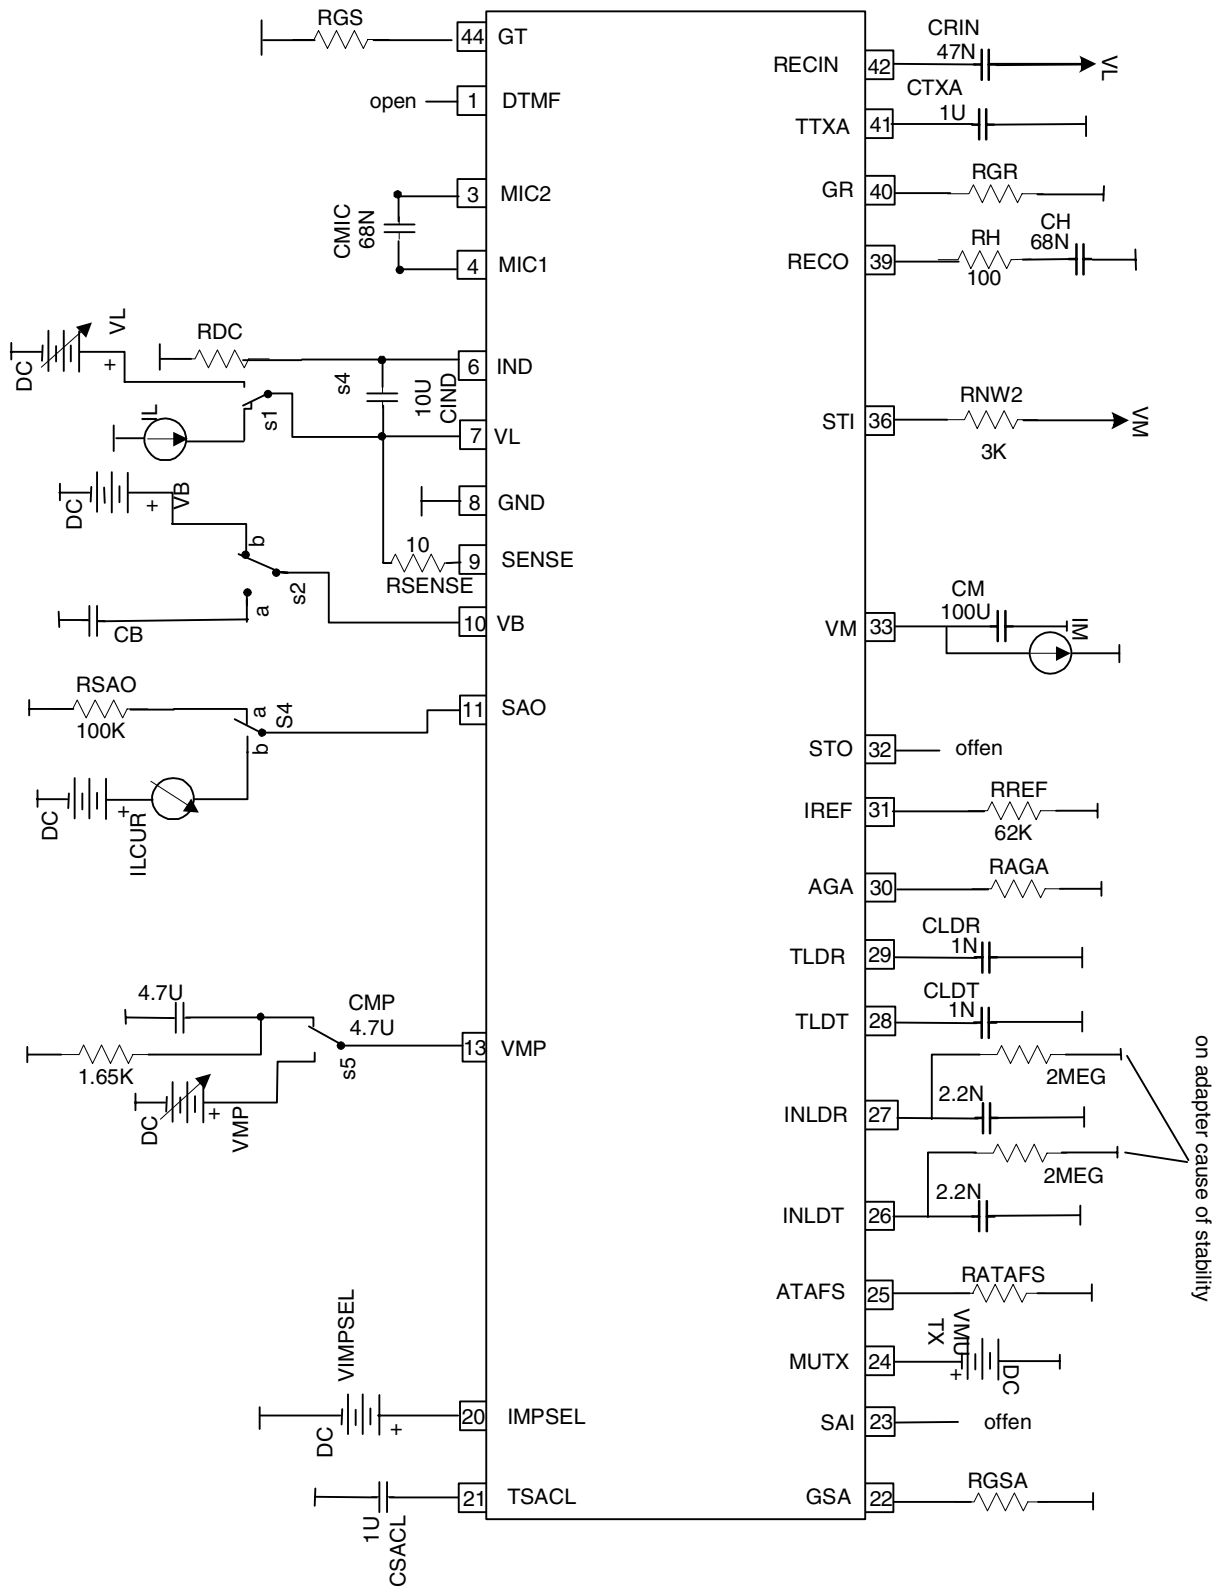 RGS
44 GT
open 1 DTMF
3 MIC2
CMIC
68N
4 MIC1
VL
DC
+
RDC
6 IND
s4
10U
CIND
s1
IL
7 VL
DC
+
VB
8 GND
b
10
9 SENSE
RSENSE
s2
a
CB
10 VB
RSAO
100K
a
S4
b
11 SAO
DC
+
ILCUR
4.7U
CMP
4.7U
1.65K
s5
13 VMP
DC
+
VMP
VIMPSEL
DC
+
20 IMPSEL
1U
CSACL
21 TSACL
CRIN
RECIN 42 47N VL
CTXA
TTXA 41 1U
RGR
GR 40
RH
CH
68N
RECO 39
100
RNW2
STI 36 VM
3K
CM
VM 33 100U
IM
STO 32 offen
RREF
IREF 31
62K
RAGA
AGA 30
CLDR
TLDR 29 1N
CLDT
TLDT 28 1N
2MEG
2.2N
INLDR 27
2MEG
2.2N
INLDT 26
on adapter cause of stability
RATAFS
ATAFS 25
VMU
TX
MUTX 24
+
DC
SAI 23 offen
RGSA
GSA 22